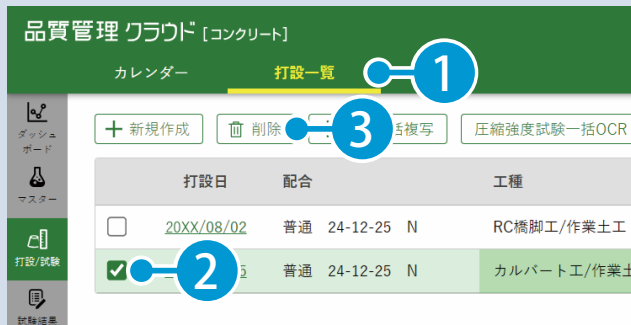 品質管理 クラウド [コンクリート]
カレンダー 打設一覧 1
ダッシュ
ボード
新規作成 削除 3 括複写 圧縮強度試験一括OCR
マスター
打設日 配合 工種
20XX/08/02 普通 24-12-25 N RC橋脚工/作業土工
打設/試験
2 5 普通 24-12-25 N カルバート工/作業土
試験結果